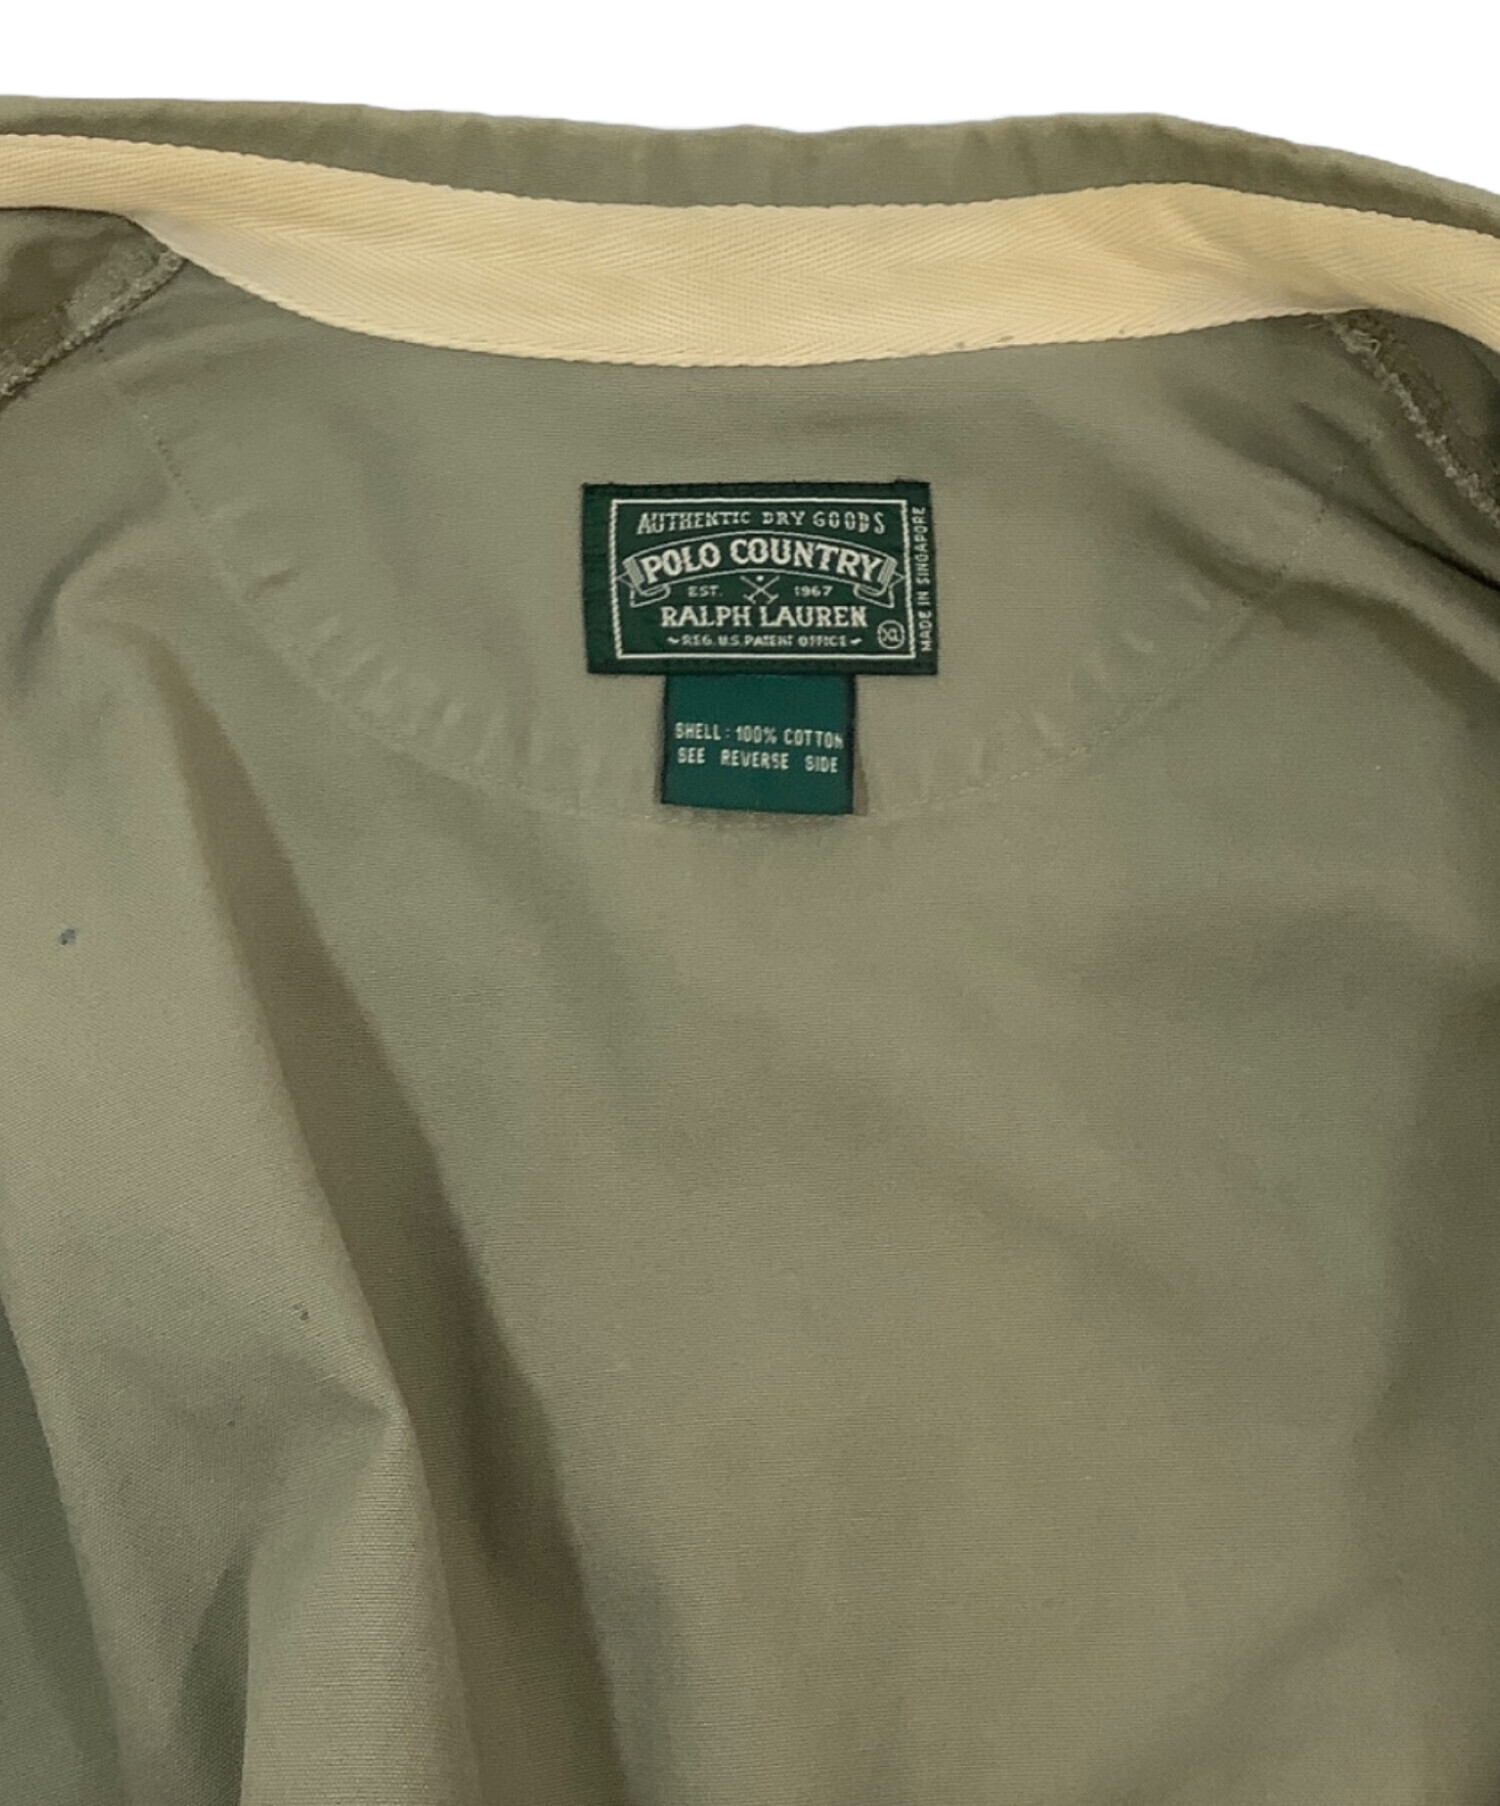 AUTHENTIC DRY GOODS
POLO COUNTRY
EST. 1967
RALPH LAUREN
~REG. U.S. PATENT OFFICE~
XL
MADE IN SINGAPORE
SHELL: 100% COTTON
SEE REVERSE SIDE